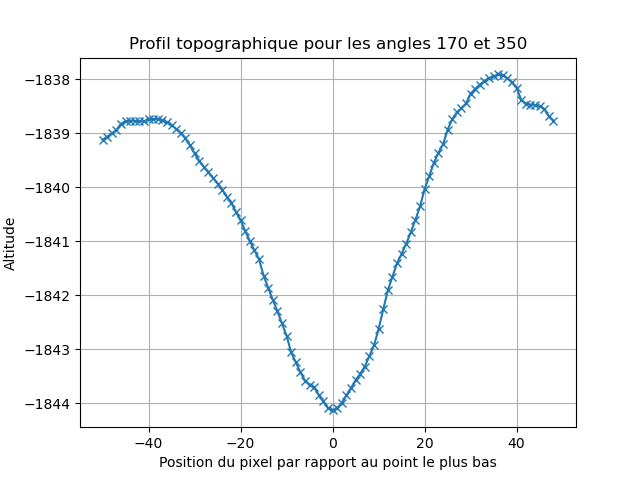 Profil topographique pour les angles 170 et 350
Altitude
−1838
−1839
−1840
−1841
−1842
−1843
−1844
−40 −20 0 20 40
Position du pixel par rapport au point le plus bas